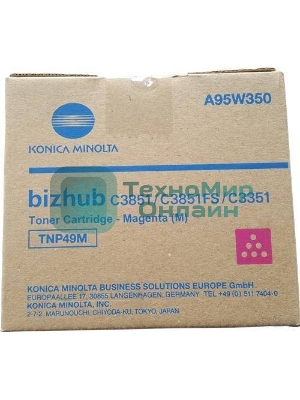 A95W350
KONICA MINOLTA
bizhub C3851/C3851FS/C3351
Toner Cartridge - Magenta (M)
TNP49M
ТехноМир
Онлайн
KONICA MINOLTA BUSINESS SOLUTIONS EUROPE GmbH
EUROPAALLEE 17, 30855 LANGENHAGEN, GERMANY TEL +49 (0) 511 7404-0
KONICA MINOLTA, INC.
2-7-2, MARUNOUCHI, CHIYODA-KU, TOKYO, JAPAN